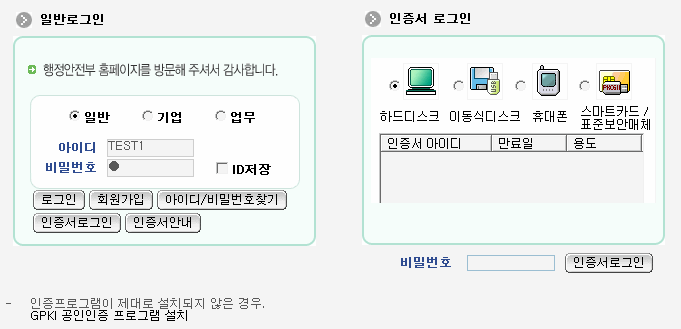 일반로그인
행정안전부 홈페이지를 방문해 주셔서 감사합니다.
일반 기업 업무
아이디 TEST1
비밀번호 ●
ID저장
로그인 회원가입 아이디/비밀번호찾기
인증서로그인 인증서안내
인증서 로그인
USB
PKCS11
하드디스크 이동식디스크 휴대폰 스마트카드 /
표준보안매체
인증서 아이디 만료일 용도
비밀번호 인증서로그인
- 인증프로그램이 제대로 설치되지 않은 경우.
GPKI 공인인증 프로그램 설치